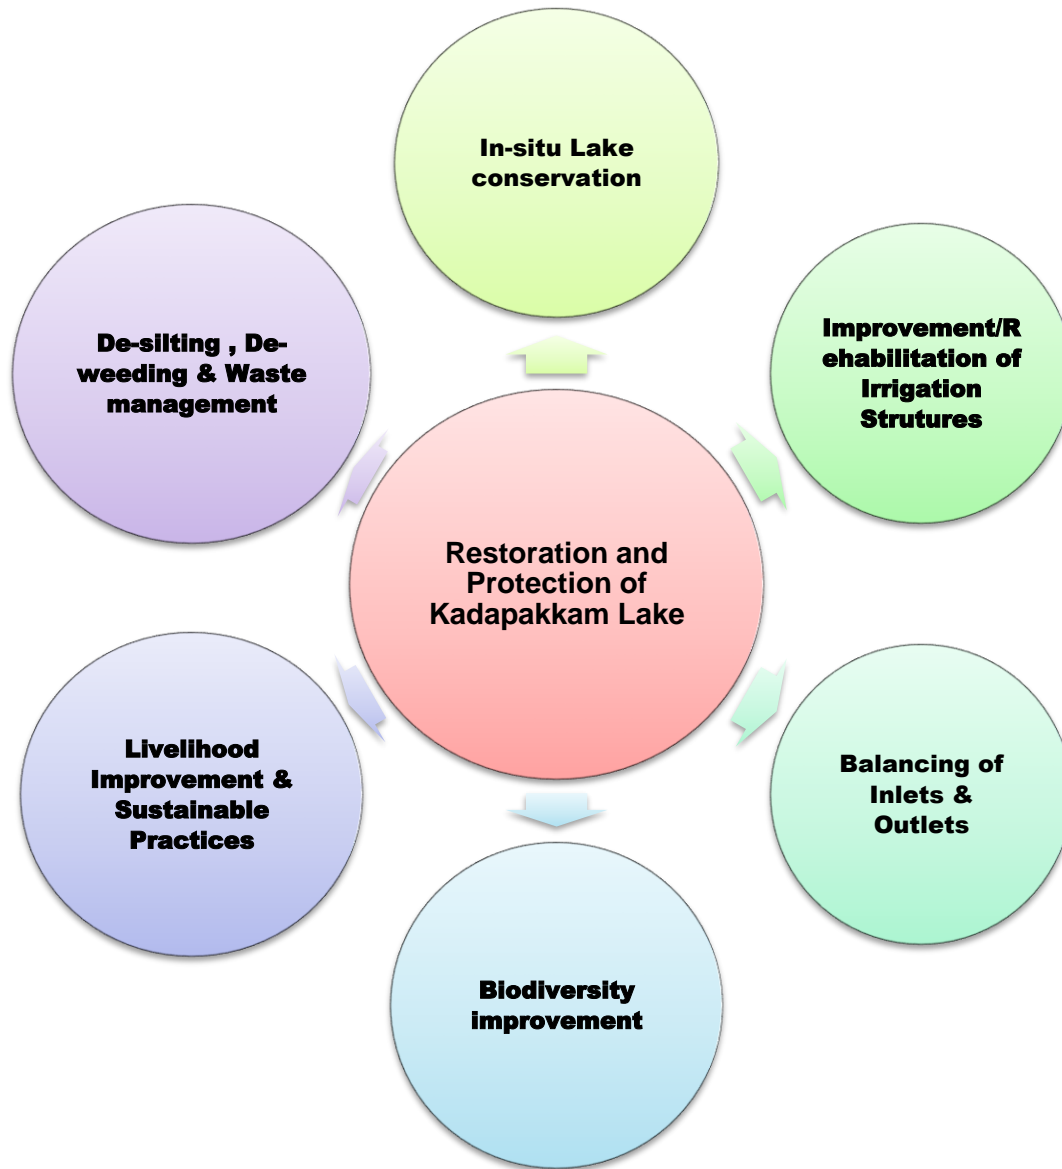 In-situ Lake
conservation
Improvement/R
ehabilitation of
Irrigation
Strutures
Balancing of
Inlets &
Outlets
Biodiversity
improvement
Livelihood
Improvement &
Sustainable
Practices
De-silting , De-
weeding & Waste
management
Restoration and
Protection of
Kadapakkam Lake